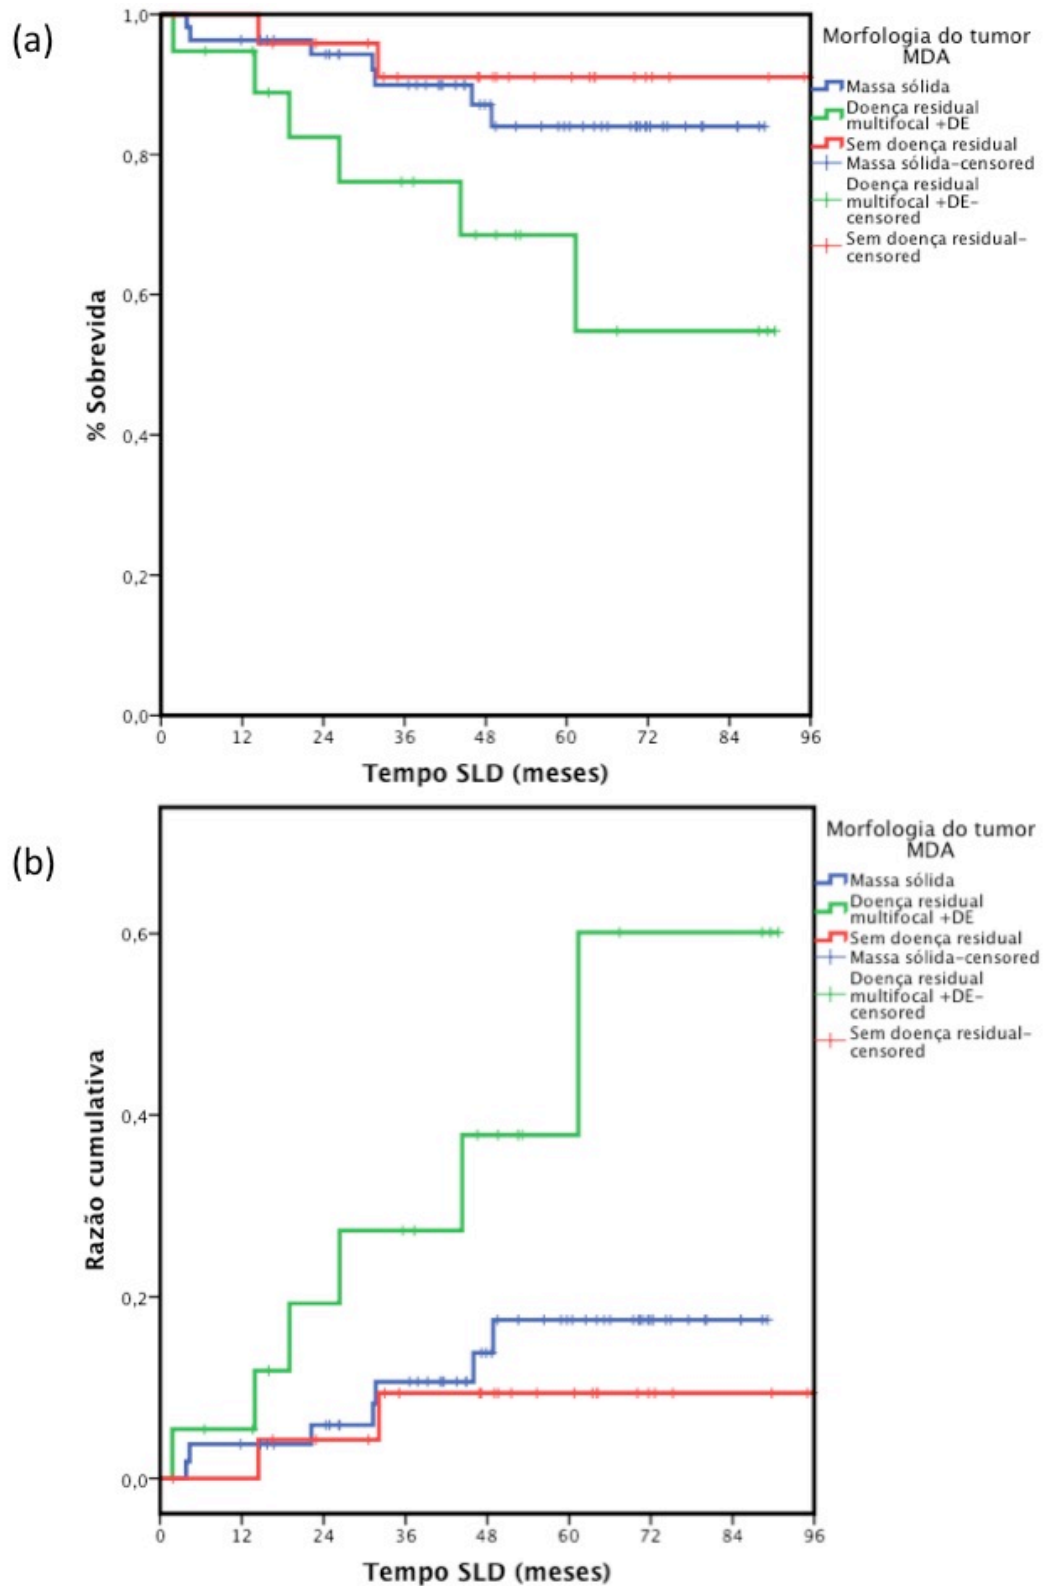 (a)
1,0
0,8
0,6
0,4
0,2
0,0
% Sobrevida
0 12 24 36 48 60 72 84 96
Tempo SLD (meses)
Morfologia do tumor
MDA
Massa sólida
Doença residual
multifocal +DE
Sem doença residual
Massa sólida-censored
Doença residual
multifocal +DE-
censored
Sem doença residual-
censored
(b)
0,6
0,4
0,2
0,0
Razão cumulativa
0 12 24 36 48 60 72 84 96
Tempo SLD (meses)
Morfologia do tumor
MDA
Massa sólida
Doença residual
multifocal +DE
Sem doença residual
Massa sólida-censored
Doença residual
multifocal +DE-
censored
Sem doença residual-
censored